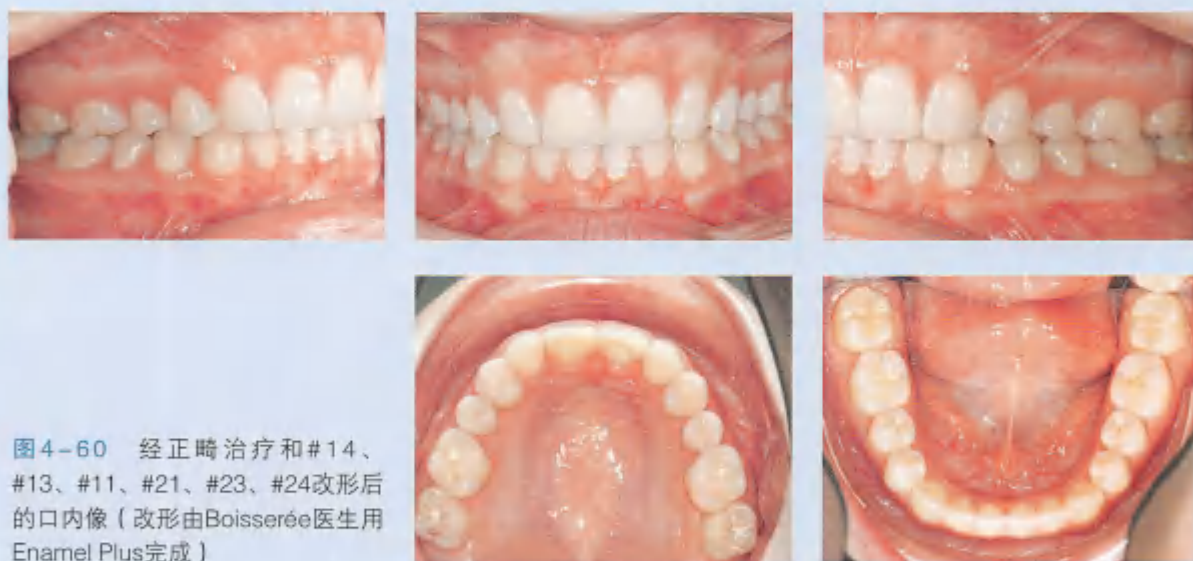 图4-60 经正畸治疗和#14、
#13、#11、#21、#23、#24改形后
的口内像（改形由Boisserée医生用
Enamel Plus完成）